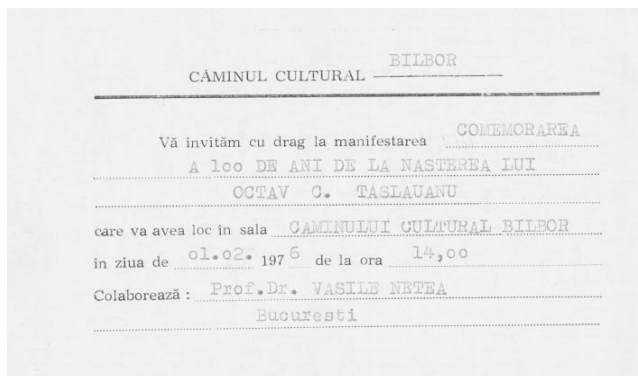 CĂMINUL CULTURAL BILBOR
Vă invităm cu drag la manifestarea COMEMORAREA
A 100 DE ANI DE LA NASTEREA LUI
OCTAV C. TASLAUANU
care va avea loc în sala CAMINULUI CULTURAL BILBOR
în ziua de 01.02. 1976 de la ora 14,00
Colaborează : Prof.Dr. VASILE NETEA
Bucuresti